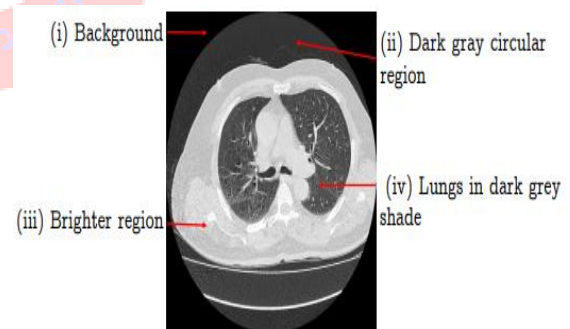 (i) Background
(ii) Dark gray circular
region
(iv) Lungs in dark grey
shade
(iii) Brighter region